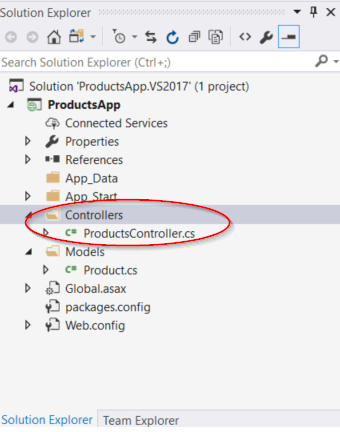 Solution Explorer
Search Solution Explorer (Ctrl+;)
Solution 'ProductsApp.VS2017' (1 project)
ProductsApp
Connected Services
Properties
References
App_Data
App_Start
Controllers
C# ProductsController.cs
Models
C# Product.cs
Global.asax
packages.config
Web.config
Solution Explorer Team Explorer